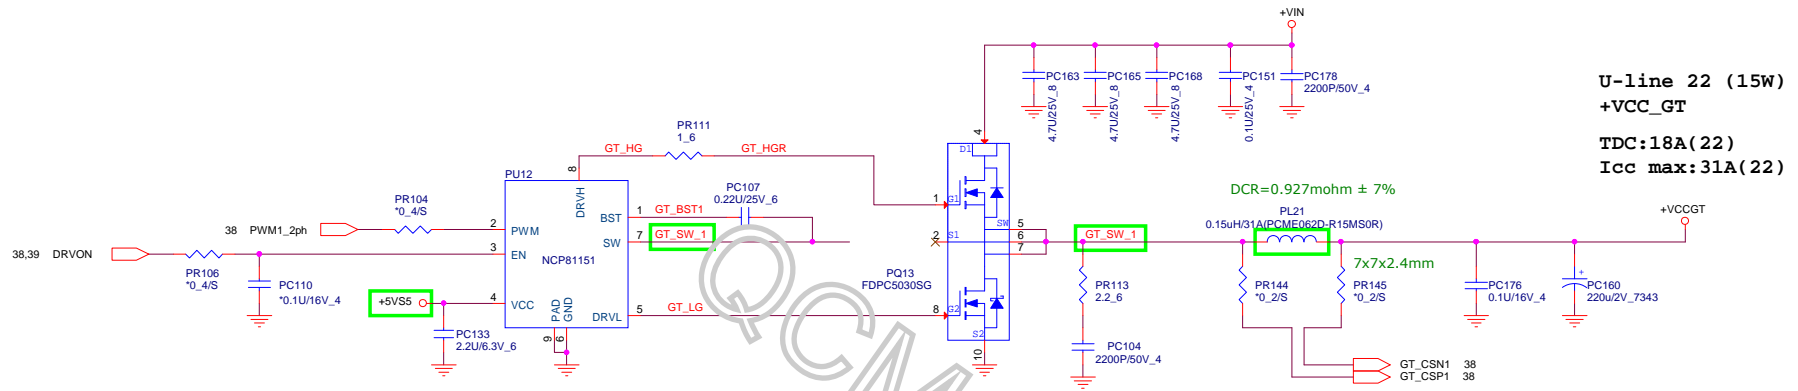 +VIN
PC163
4.7U/25V_8
PC165
4.7U/25V_8
PC168
4.7U/25V_8
PC151
0.1U/25V_4
PC178
2200P/50V_4
U-line 22 (15W)
+VCC_GT
TDC:18A(22)
Icc max:31A(22)
PR111
1_6
GT_HG
GT_HGR
4
D1
8
PU12
DRVH
PC107
0.22U/25V_6
PR104
*0_4/S
38 PWM1_2ph
2
PWM
BST
1
GT_BST1
SW
7
GT_SW_1
38,39 DRVON
3
EN
NCP81151
PR106
*0_4/S
PC110
*0.1U/16V_4
+5VS5
4
VCC
PC133
2.2U/6.3V_6
PAD
GND
9
6
DRVL
5
GT_LG
1
G1
SW
5
2
S1
6
7
PQ13
FDPC5030SG
8
G2
S2
10
GT_SW_1
PR113
2.2_6
PC104
2200P/50V_4
DCR=0.927mohm ± 7%
PL21
0.15uH/31A(PCME062D-R15MS0R)
7x7x2.4mm
PR144
*0_2/S
PR145
*0_2/S
+VCCGT
PC176
0.1U/16V_4
+
PC160
220u/2V_7343
GT_CSN1 38
GT_CSP1 38
QCM